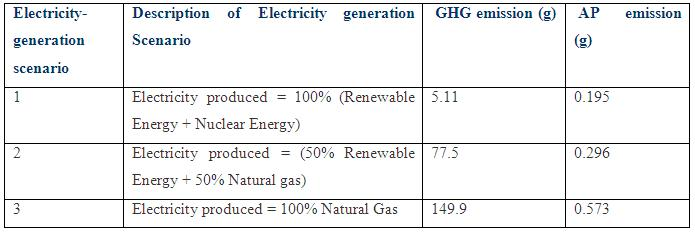 Electricity- Description of Electricity generation GHG emission (g) AP emission
generation Scenario (g)
scenario
1 Electricity produced = 100% (Renewable 5.11 0.195
Energy + Nuclear Energy)
2 Electricity produced = (50% Renewable 77.5 0.296
Energy + 50% Natural gas)
3 Electricity produced = 100% Natural Gas 149.9 0.573